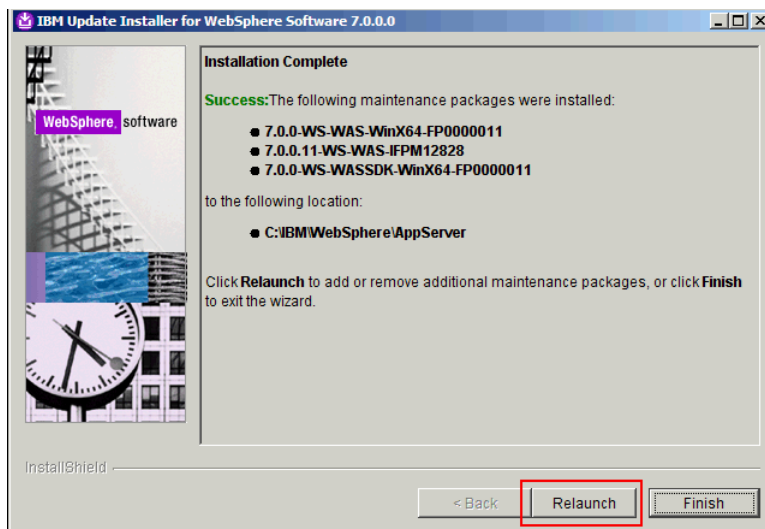 IBM Update Installer for WebSphere Software 7.0.0.0
WebSphere software
Installation Complete
Success:The following maintenance packages were installed:
7.0.0-WS-WAS-WinX64-FP0000011
7.0.0.11-WS-WAS-IFPM12828
7.0.0-WS-WASSDK-WinX64-FP0000011
to the following location:
C:\IBM\WebSphere\AppServer
Click Relaunch to add or remove additional maintenance packages, or click Finish
to exit the wizard.
InstallShield
< Back Relaunch Finish